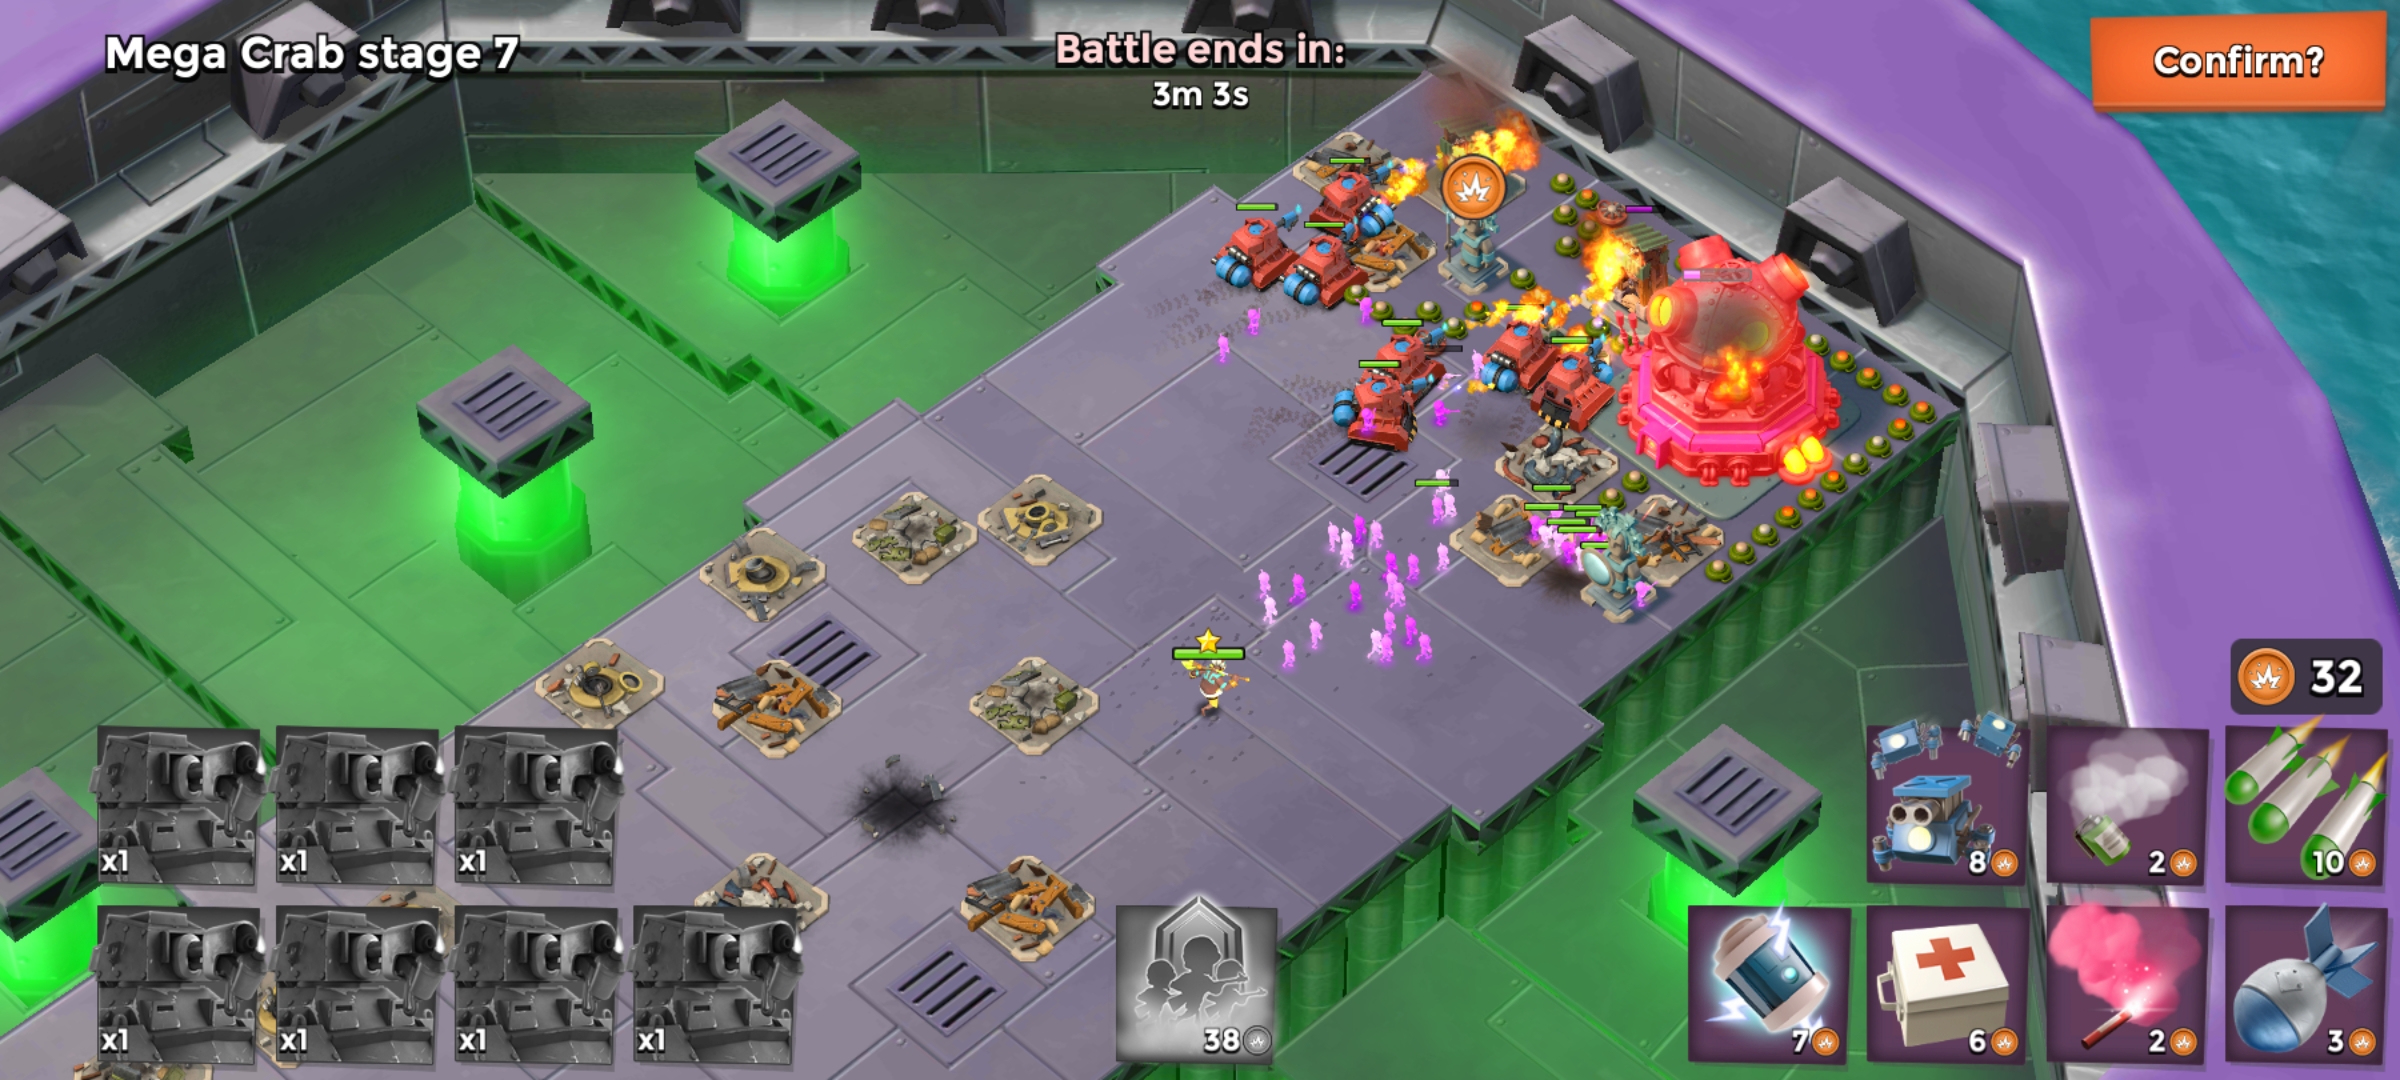 Mega Crab stage 7
Battle ends in:
3m 3s
Confirm?
32
8
2
10
x1
x1
x1
x1
x1
x1
x1
38
7
6
2
3